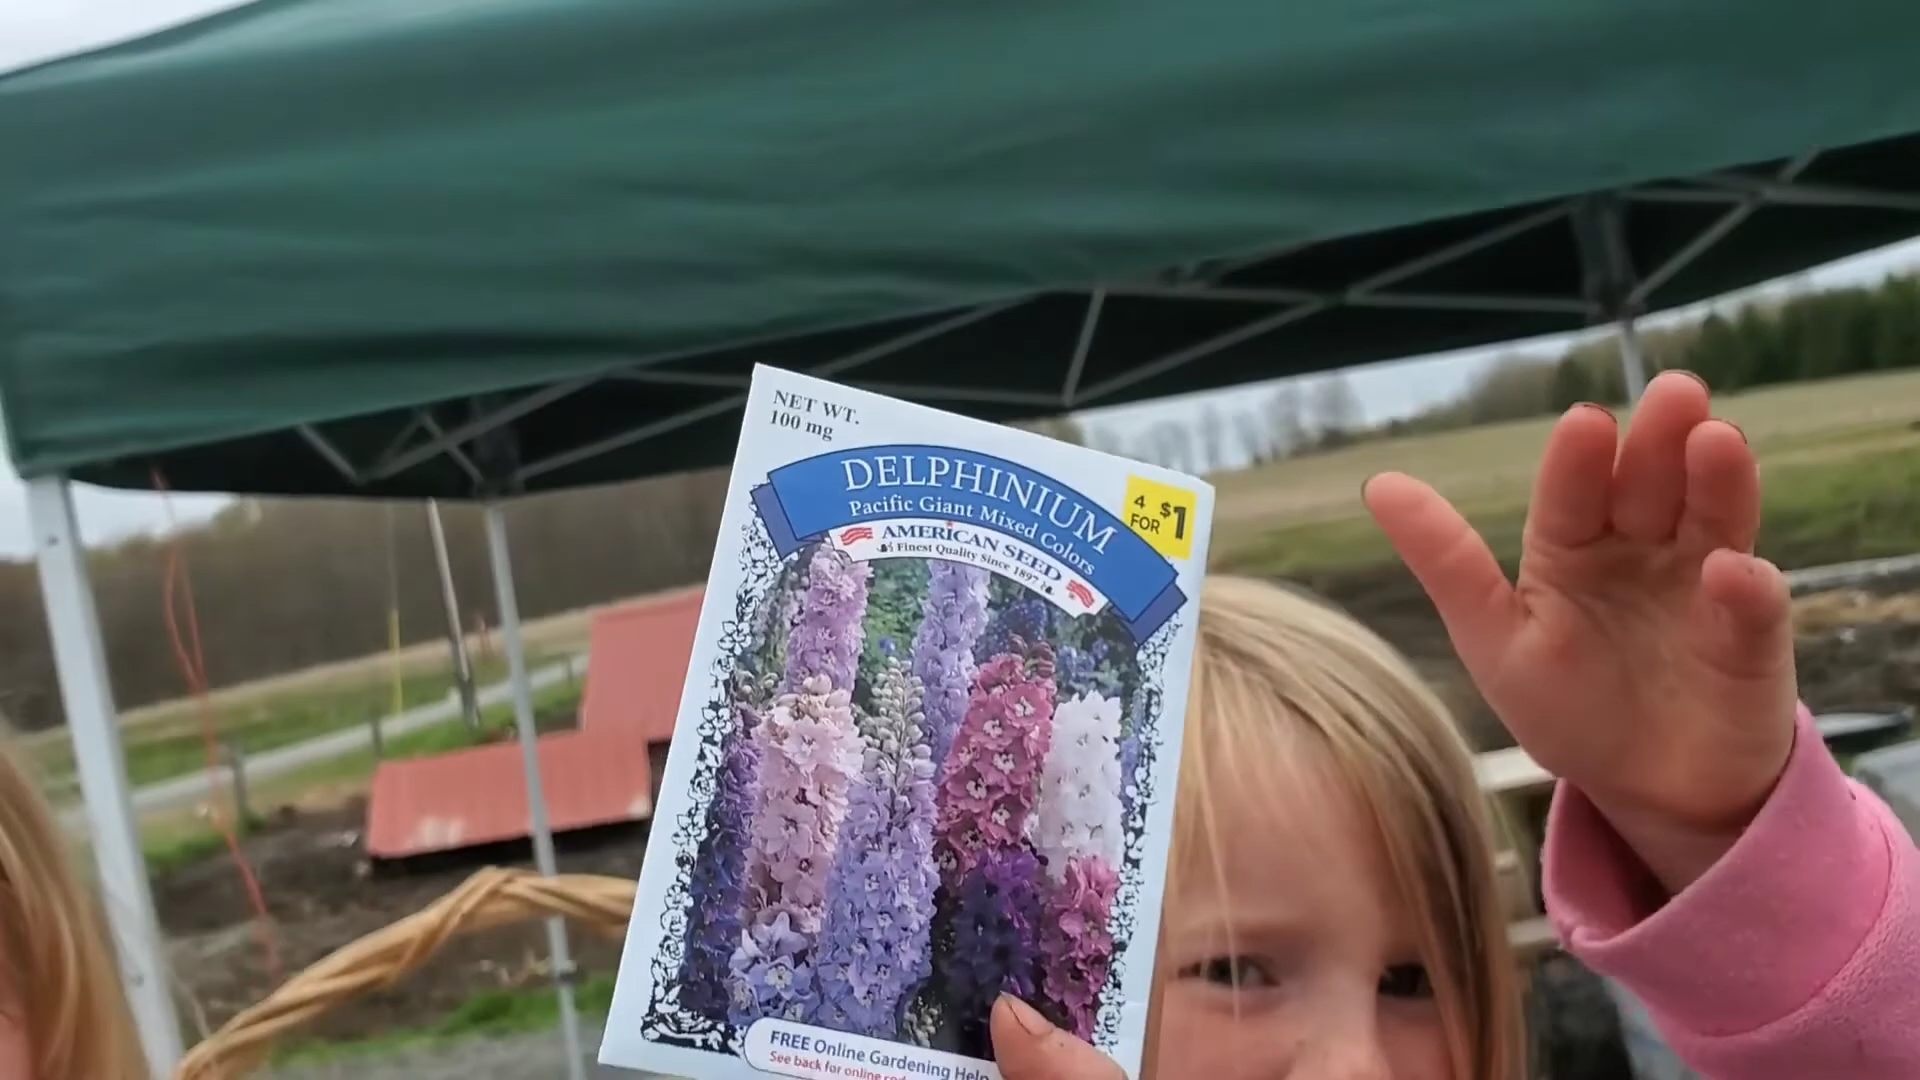 NET WT.
100 mg
DELPHINIUM
Pacific Giant Mixed Colors
4 FOR $1
AMERICAN SEED
Finest Quality Since 1897
FREE Online Gardening Help
See back for online